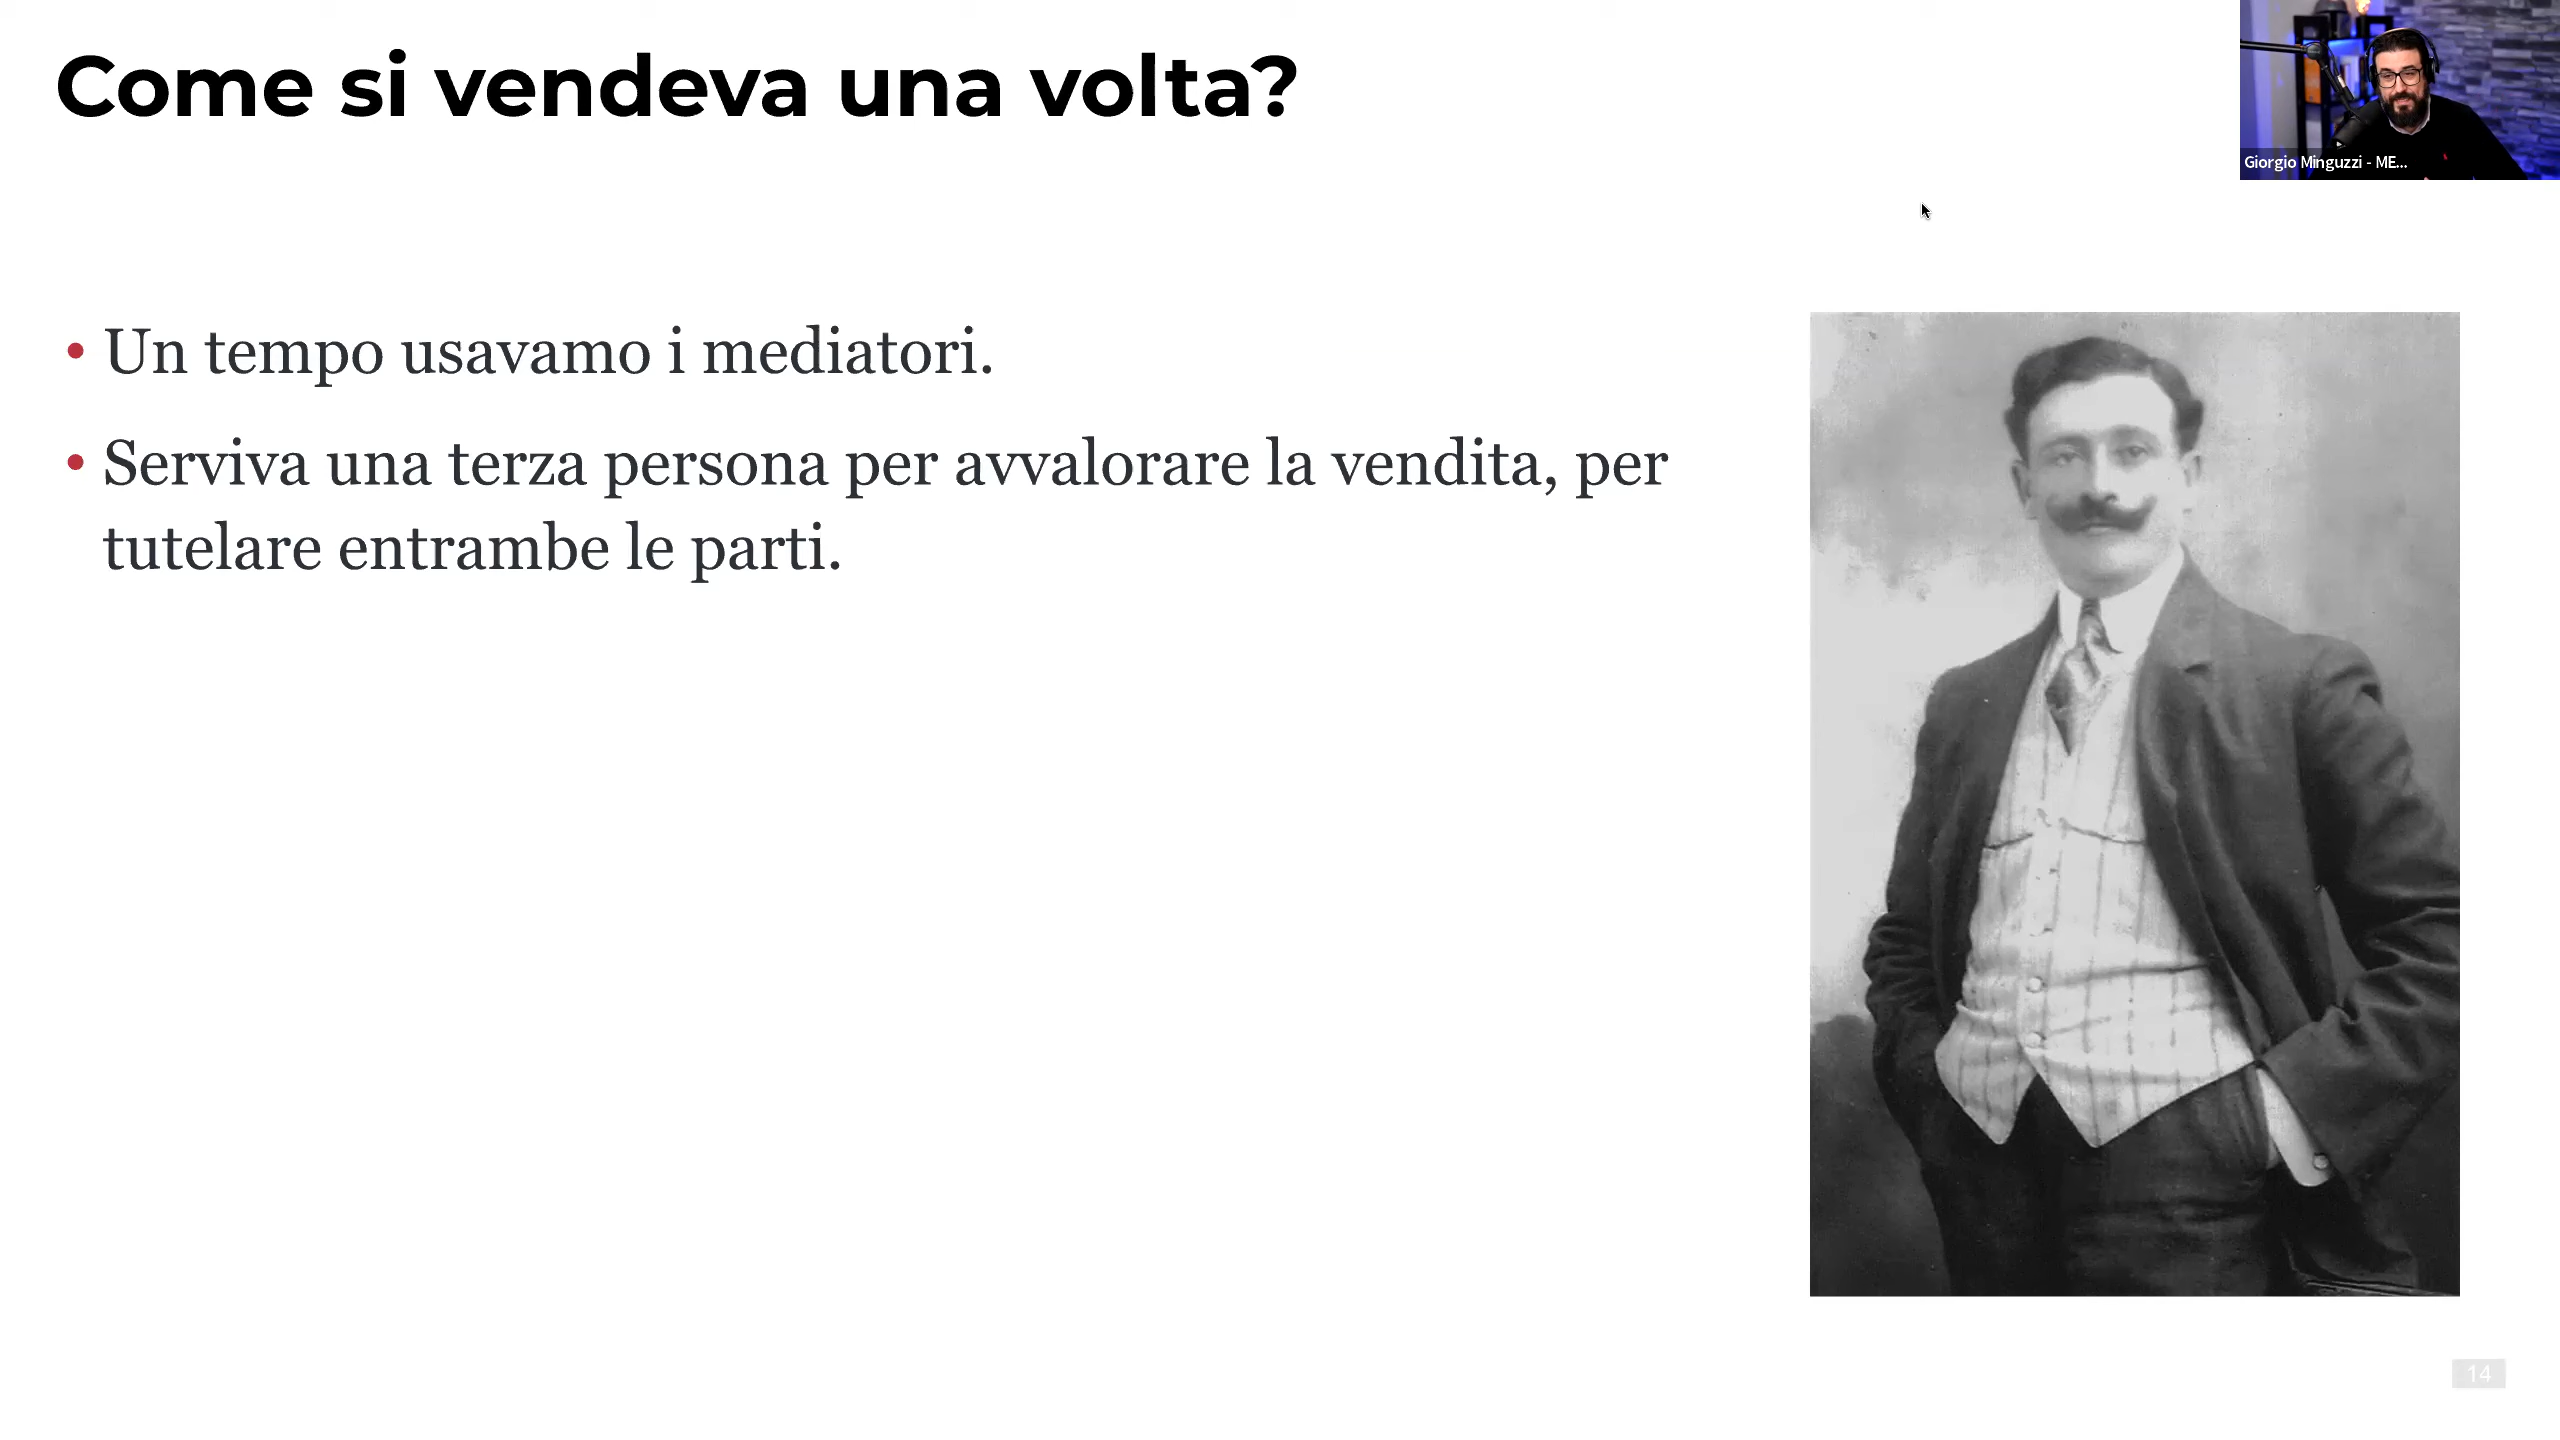 Come si vendeva una volta?
Giorgio Minguzzi - ME...
• Un tempo usavamo i mediatori.
• Serviva una terza persona per avvalorare la vendita, per
tutelare entrambe le parti.
14